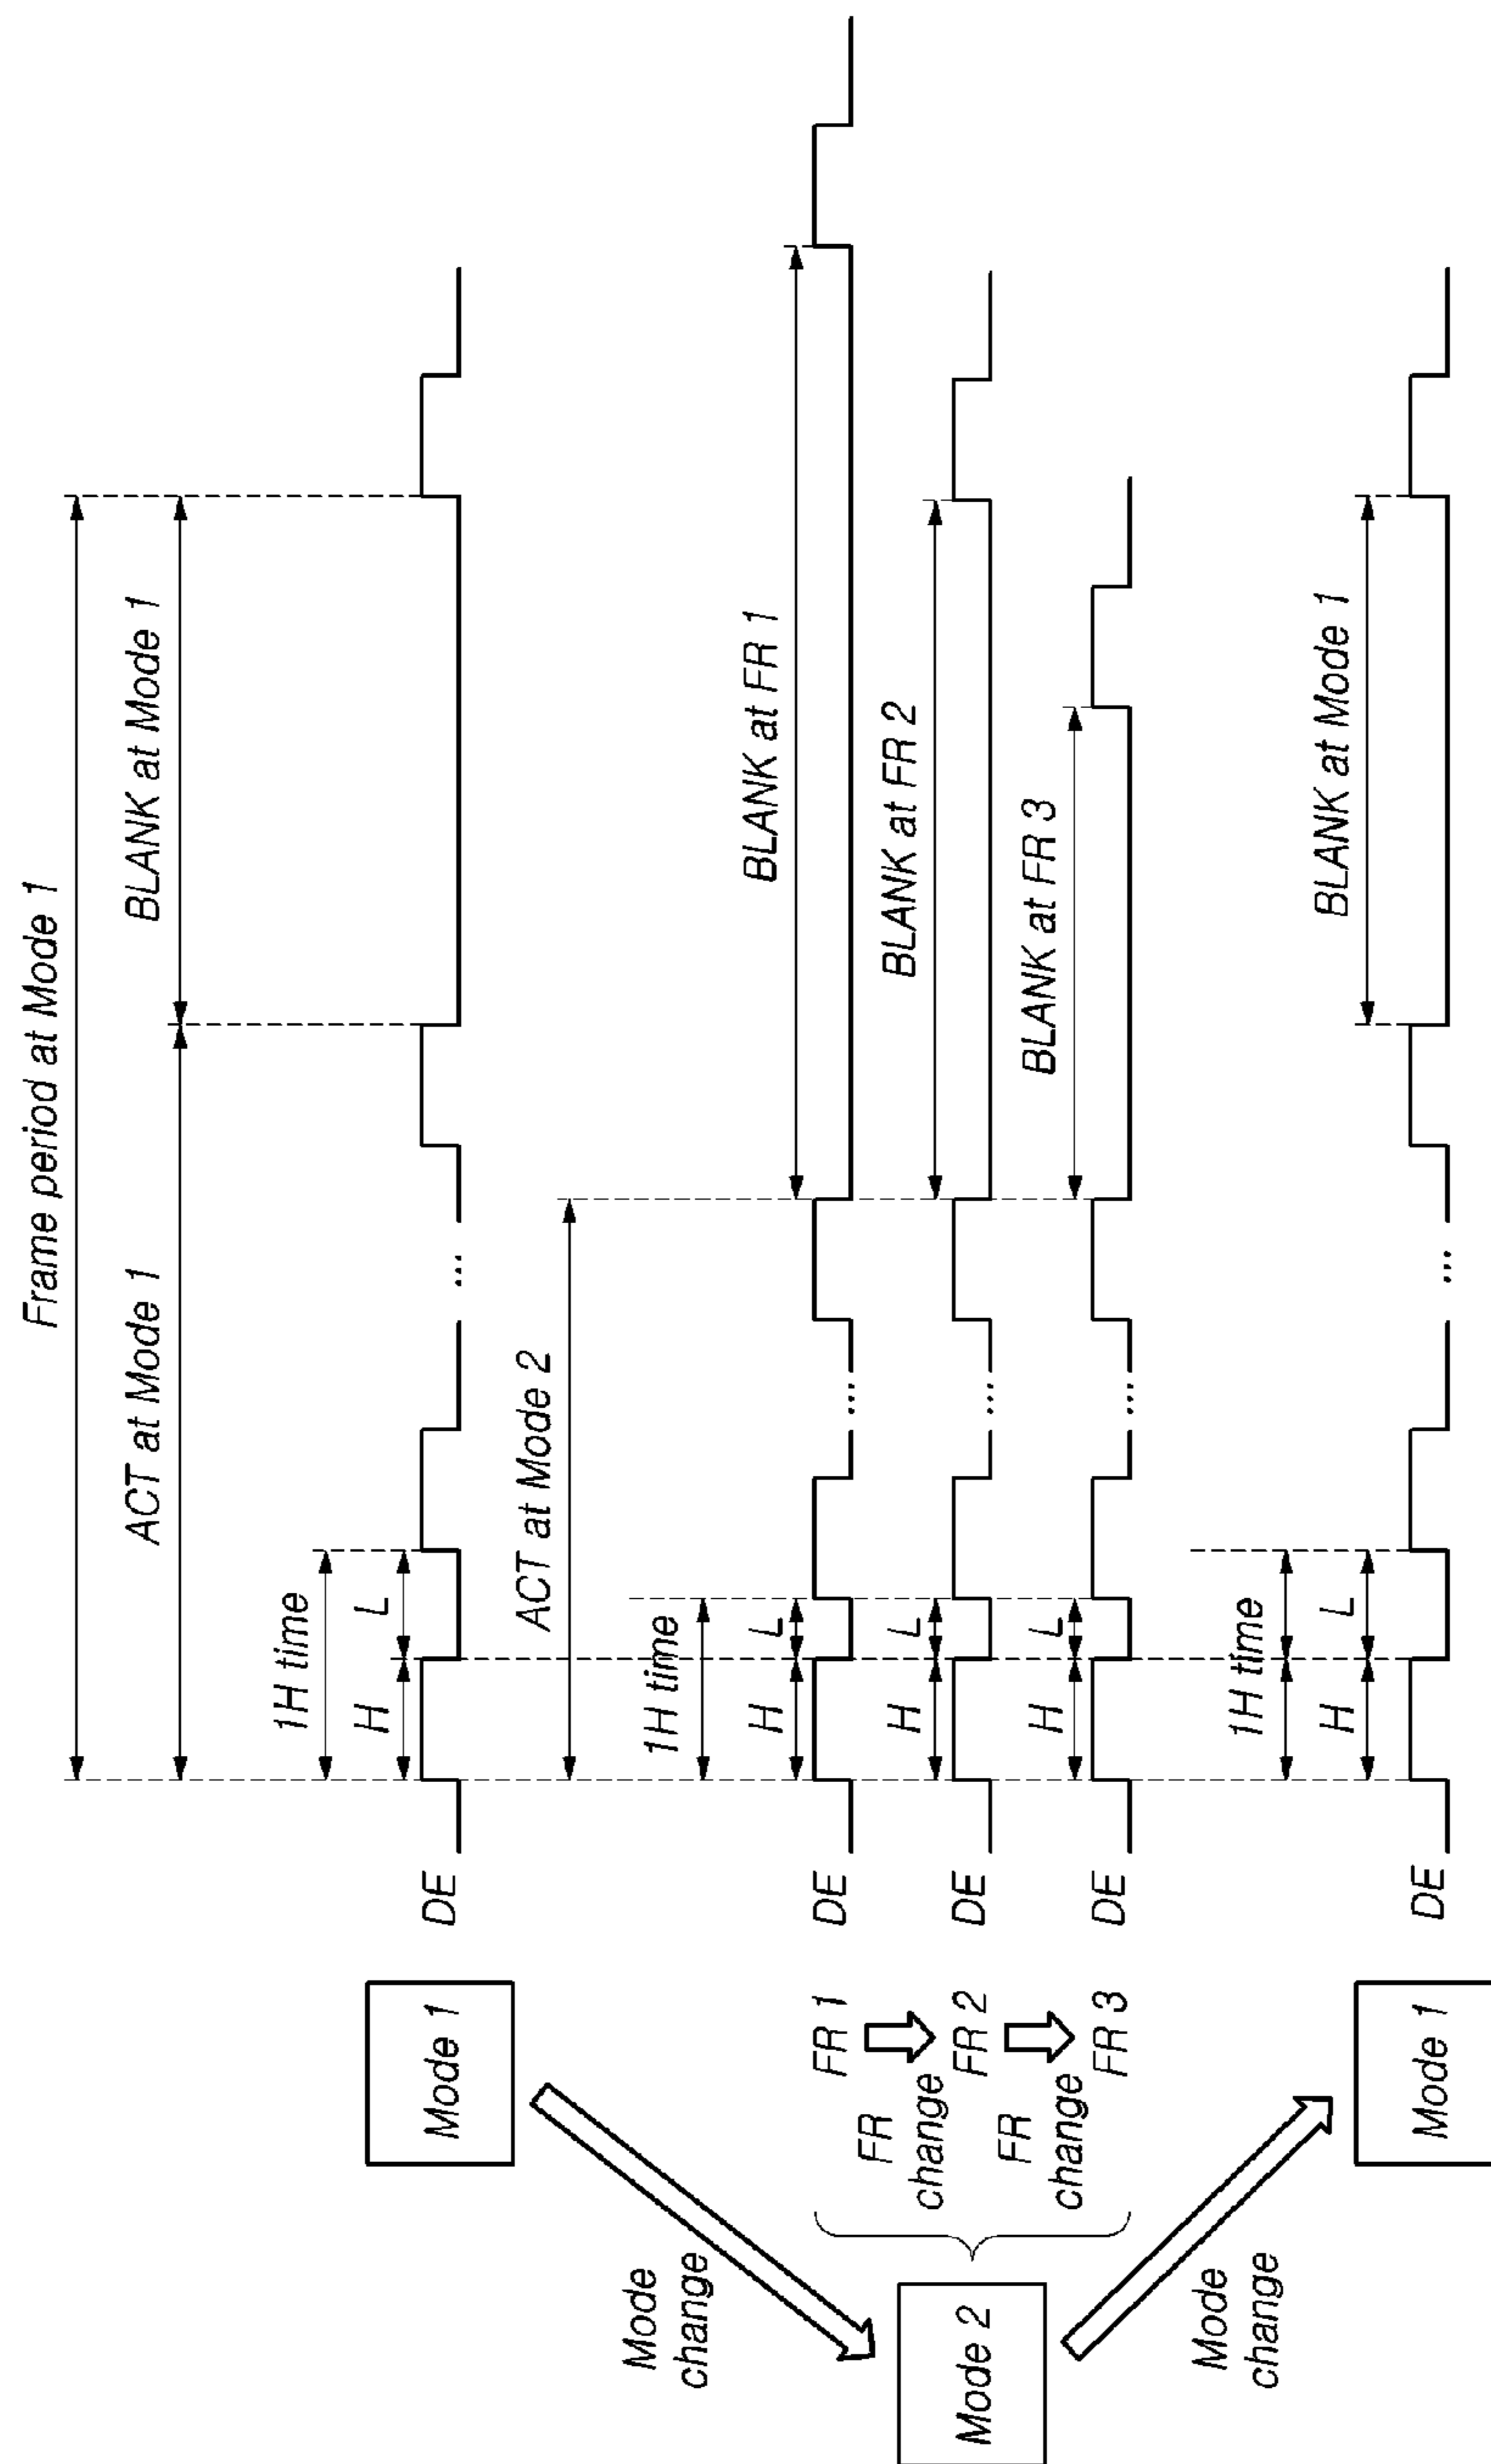 Frame period at Mode 1
ACT at Mode 1
BLANK at Mode 1
1H time
H
L
Mode 1
DE
...
Mode
change
ACT at Mode 2
1H time
BLANK at FR 1
H
L
FR 1
DE
...
FR
change
BLANK at FR 2
H
L
Mode 2
FR 2
DE
...
FR
change
BLANK at FR 3
H
L
FR 3
DE
...
Mode
change
1H time
BLANK at Mode 1
H
L
Mode 1
DE
...